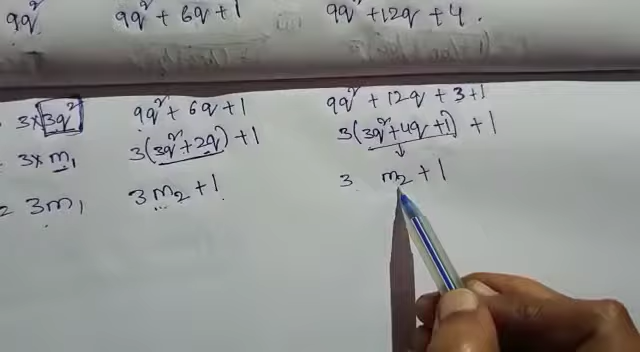 9q² 9q² + 6q + 1 9q² + 12q + 4.
3×3q² 9q² + 6q + 1 9q² + 12q + 3 + 1
= 3 × m₁ 3(3q² + 2q) + 1 3(3q² + 4q + 1) + 1
= 3m₁ 3m₂ + 1 3 m₂ + 1